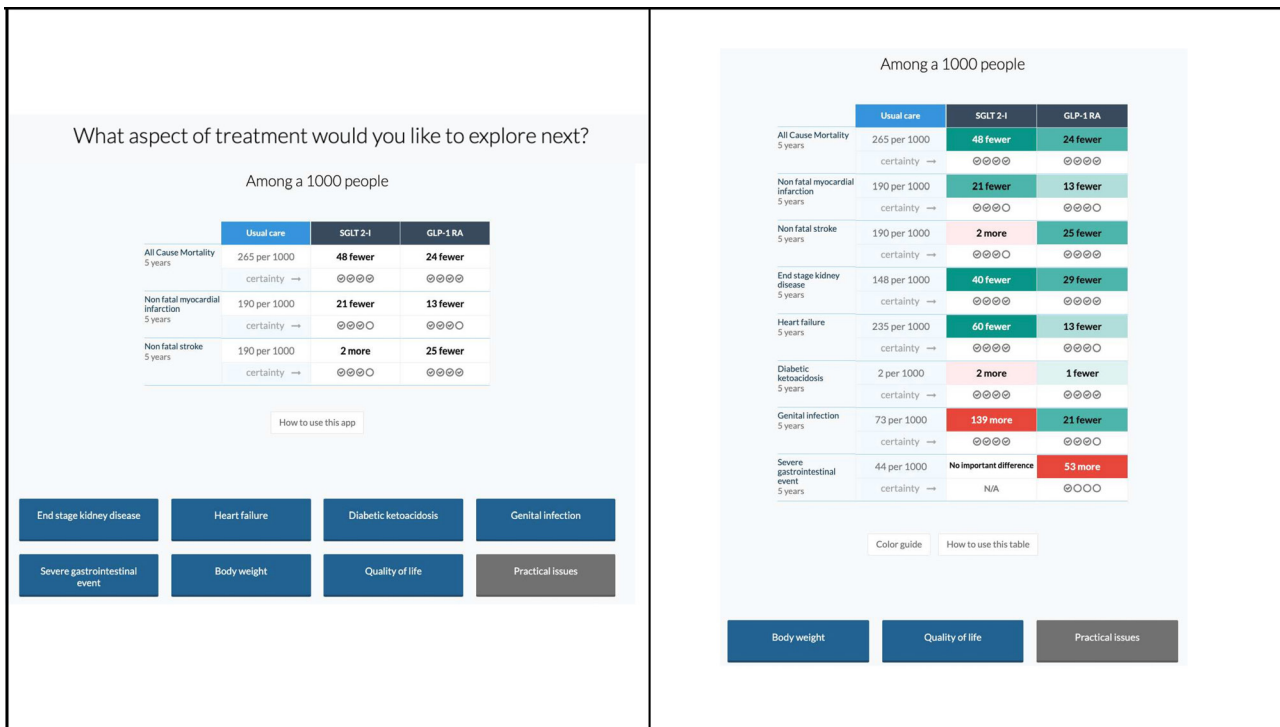 What aspect of treatment would you like to explore next?
Among a 1000 people
Usual care SGLT 2-I GLP-1 RA
All Cause Mortality
5 years
265 per 1000 48 fewer 24 fewer
certainty →
Non fatal myocardial
infarction
5 years
190 per 1000 21 fewer 13 fewer
certainty →
Non fatal stroke
5 years
190 per 1000 2 more 25 fewer
certainty →
How to use this app
End stage kidney disease
Heart failure
Diabetic ketoacidosis
Genital infection
Severe gastrointestinal
event
Body weight
Quality of life
Practical issues
Among a 1000 people
Usual care SGLT 2-I GLP-1 RA
All Cause Mortality
5 years
265 per 1000 48 fewer 24 fewer
certainty →
Non fatal myocardial
infarction
5 years
190 per 1000 21 fewer 13 fewer
certainty →
Non fatal stroke
5 years
190 per 1000 2 more 25 fewer
certainty →
End stage kidney
disease
5 years
148 per 1000 40 fewer 29 fewer
certainty →
Heart failure
5 years
235 per 1000 60 fewer 13 fewer
certainty →
Diabetic
ketoacidosis
5 years
2 per 1000 2 more 1 fewer
certainty →
Genital infection
5 years
73 per 1000 139 more 21 fewer
certainty →
Severe
gastrointestinal
event
5 years
44 per 1000 No important difference 53 more
certainty → N/A
Color guide
How to use this table
Body weight
Quality of life
Practical issues